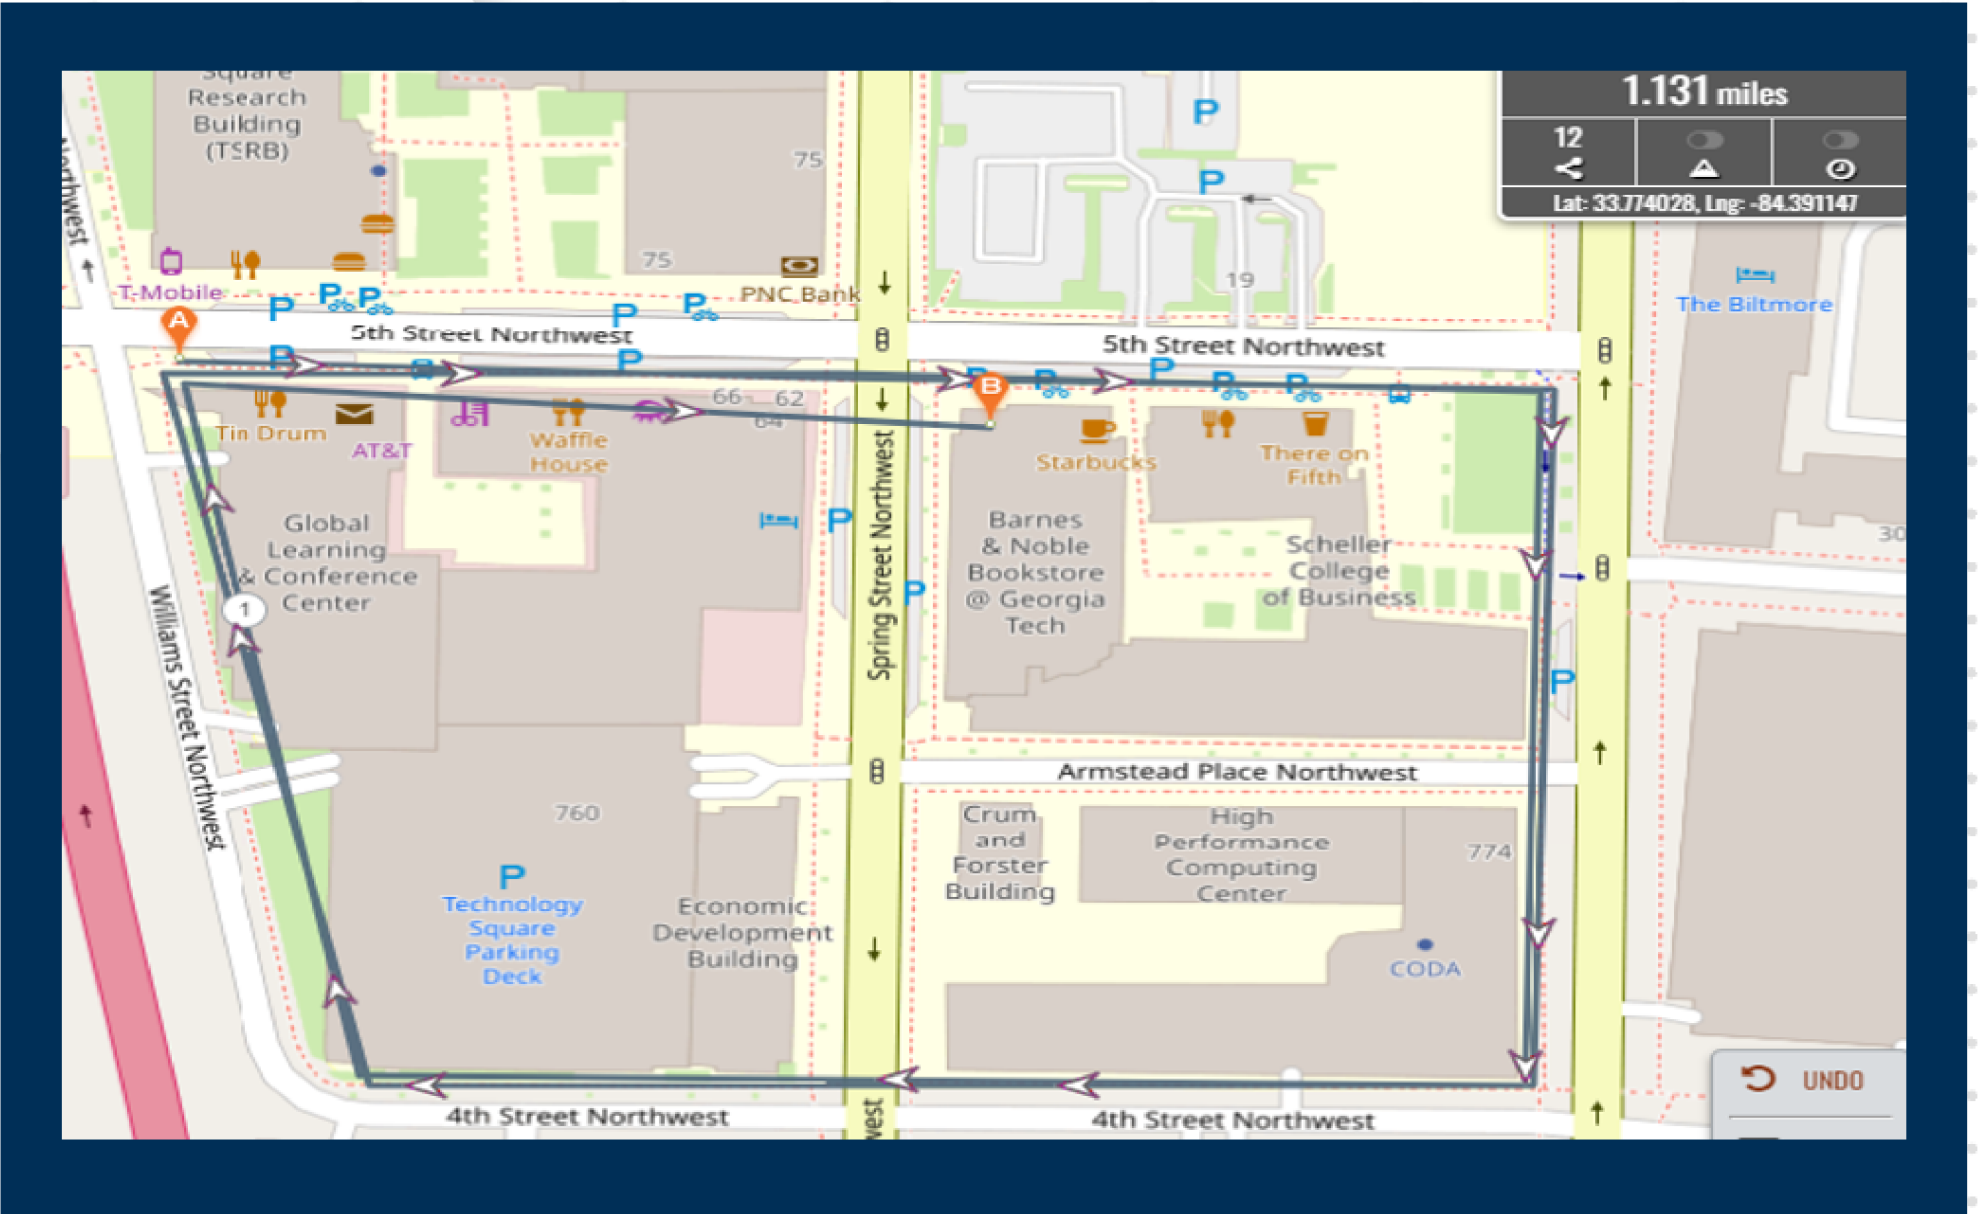 Square
Research
Building
(TSRB)
Northwest
75
75
P
P
19
1.131 miles
12
Lat: 33.774028, Lng: -84.391147
T-Mobile
P
P
P
P
P
PNC Bank
The Biltmore
A
5th Street Northwest
5th Street Northwest
P
P
P
B
P
P
P
P
66
62
64
Tin Drum
AT&T
Waffle
House
Starbucks
There on
Fifth
Spring Street Northwest
P
P
30
Global
Learning
& Conference
Center
1
Barnes
& Noble
Bookstore
@ Georgia
Tech
Scheller
College
of Business
P
Williams Street Northwest
Armstead Place Northwest
760
P
Technology
Square
Parking
Deck
Economic
Development
Building
Crum
and
Forster
Building
High
Performance
Computing
Center
774
CODA
UNDO
4th Street Northwest
west
4th Street Northwest